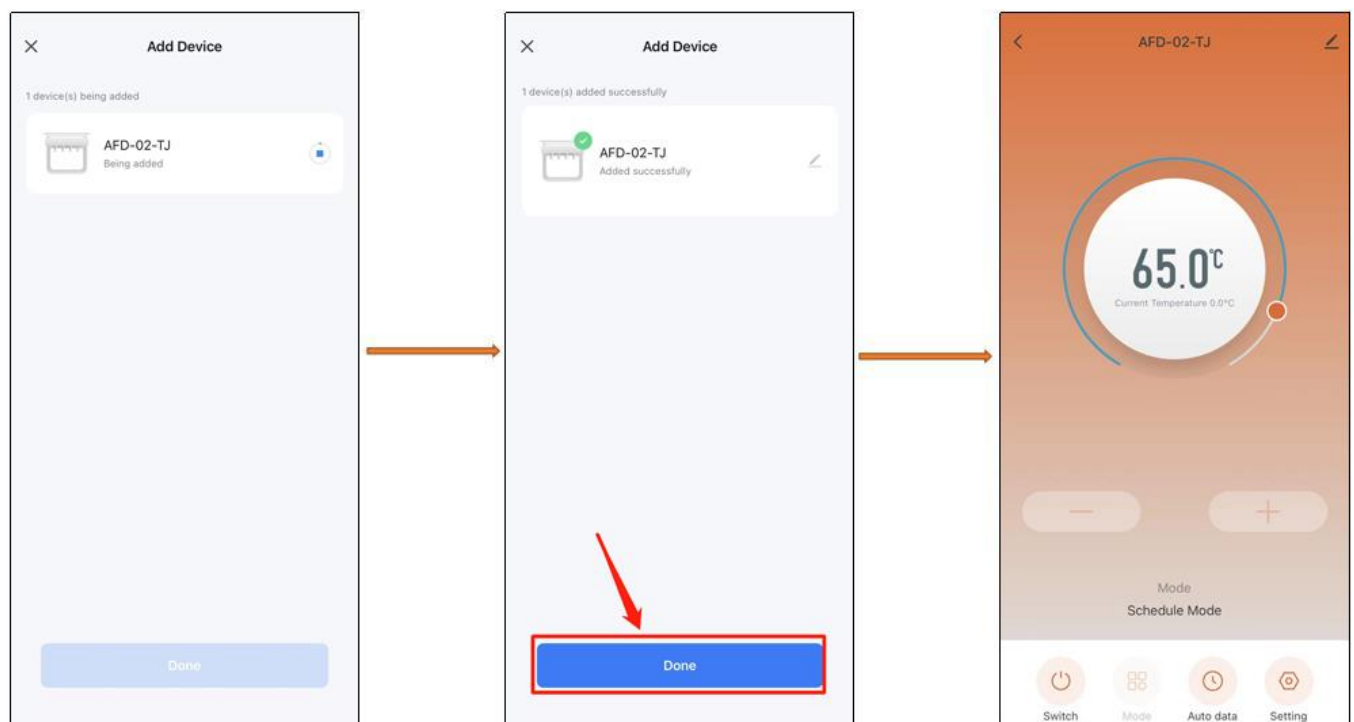 Add Device
1 device(s) being added
AFD-02-TJ
Being added
Done
Add Device
1 device(s) added successfully
AFD-02-TJ
Added successfully
Done
AFD-02-TJ
65.0℃
Current Temperature 0.0°C
Mode
Schedule Mode
Switch
Mode
Auto data
Setting